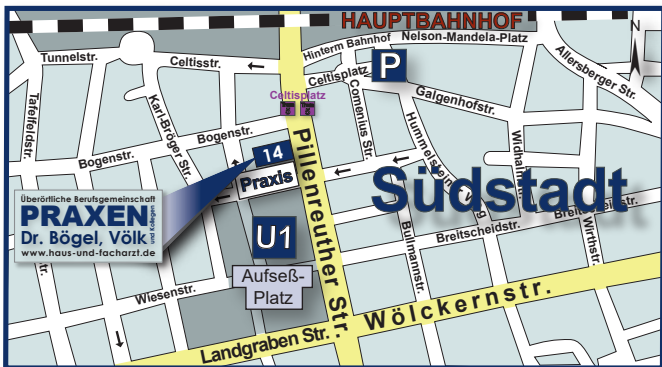 HAUPTBAHNHOF
N
Nelson-Mandela-Platz
Hinterm Bahnhof
Tunnelstr.
Celtisstr.
P
Allersberger Str.
Celtisplatz
Celtisplatz
Galgenhofstr.
Tafelfeldstr.
Karl-Bröger Str.
Comenius Str.
Hummelsteiner Weg
Widhalmstr.
Bogenstr.
Bogenstr.
14
Praxis
Pillenreuther Str.
Südstadt
Überörtliche Berufsgemeinschaft
PRAXEN
Dr. Bögel, Völk und Kollegen
www.haus-und-facharzt.de
U1
Aufseß-
Platz
Breitscheidstr.
Breitscheidstr.
Bullmannstr.
Wirthstr.
Wiesenstr.
Wölckernstr.
Landgraben Str.